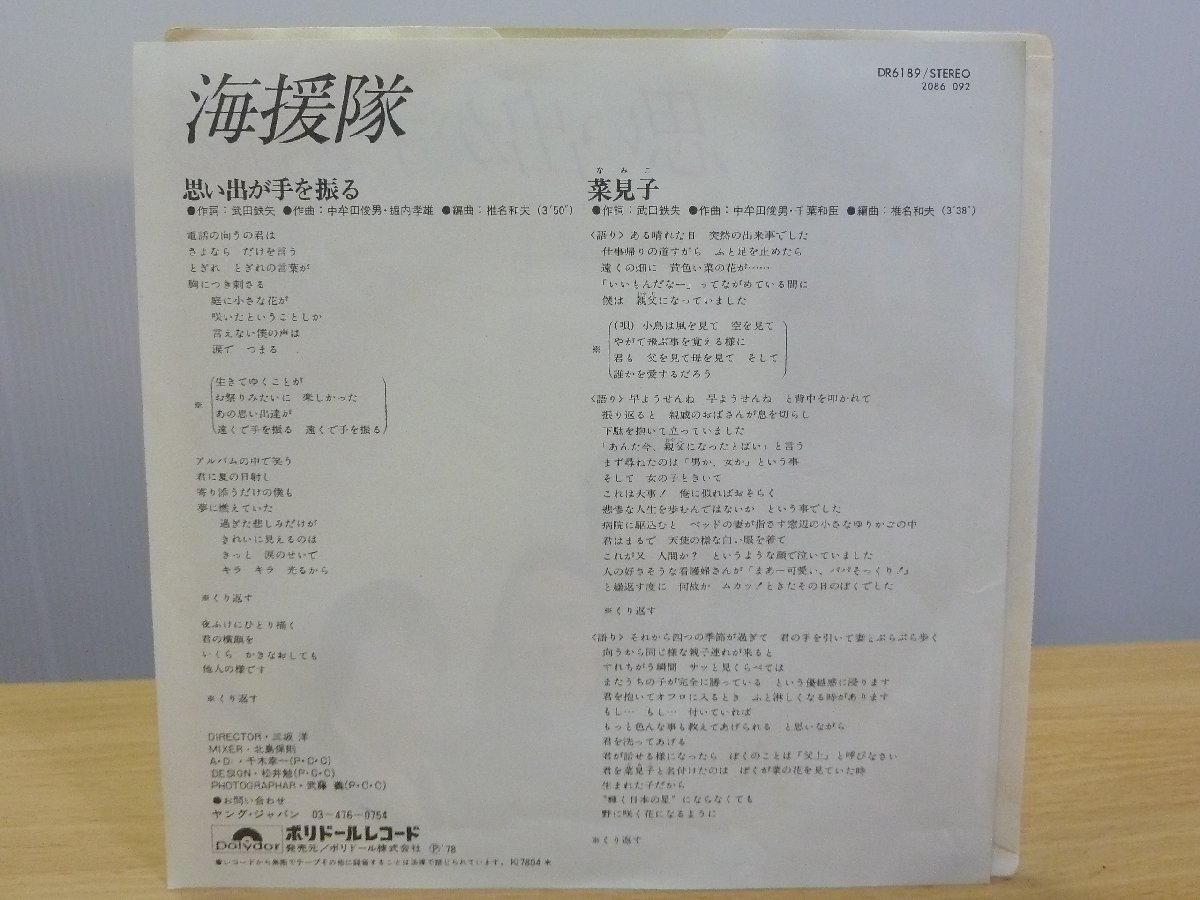 DR6189/STEREO
2086 092
海援隊
思い出が手を振る
●作詞:武田鉄矢 ●作曲:中牟田俊男・堀内孝雄 ●編曲:椎名和夫(3′50″)
電話の向うの君は
さよなら だけを言う
とぎれ とぎれの言葉が
胸につき刺さる
庭に小さな花が
咲いたということしか
言えない僕の声は
涙で つまる
※
生きてゆくことが
お祭りみたいに 楽しかった
あの思い出達が
遠くで手を振る 遠くで手を振る
アルバムの中で笑う
君に夏の日射し
寄り添うだけの僕も
夢に燃えていた
過ぎた悲しみだけが
きれいに見えるのは
きっと 涙のせいで
キラ キラ 光るから
※くり返す
夜ふけにひとり描く
君の横顔を
いくら かきなおしても
他人の様です
※くり返す
DIRECTOR・三坂 洋
MIXER・北島保則
A・D・千木幸一(P・C・C)
DESIGN・松井勉(P・C・C)
PHOTOGRAPHAR・武藤 義(P・C・C)
●お問い合わせ
ヤング・ジャパン 03-476-0754
Polydor
ポリドールレコード
発売元/ポリドール株式会社 Ⓟ'78
●レコードから無断でテープその他に録音することは法律で禁じられています。 KI7804 *
なみこ
菜見子
●作詞:武田鉄矢 ●作曲:中牟田俊男・千葉和臣 ●編曲:椎名和夫(3′38″)
〈語り〉ある晴れた日 突然の出来事でした
仕事帰りの道すがら ふと足を止めたら
遠くの畑に 黄色い菜の花が……
「いいもんだなー」ってながめている間に
僕は 親父になっていました
※
(唄) 小鳥は風を見て 空を見て
やがて飛ぶ事を覚える様に
君も 父を見て母を見て そして
誰かを愛するだろう
〈語り〉早ようせんね 早ようせんね と背中を叩かれて
振り返ると 親戚のおばさんが息を切らし
下駄を抱いて立っていました
「あんた今、親父になったとばい」と言う
まず尋ねたのは「男か、女か」という事
そして 女の子ときいて
これは大事! 俺に似ればおそらく
悲惨な人生を歩むんではないか という事でした
病院に駆込むと ベッドの妻が指さす窓辺の小さなゆりかごの中
君はまるで 天使の様な白い服を着て
これが又 人間か? というような顔で泣いていました
人の好さそうな看護婦さんが「まあー可愛い、パパそっくり!」
と繰返す度に 何故か ムカッ!ときたその日のぼくでした
※くり返す
〈語り〉それから四つの季節が過ぎて 君の手を引いて妻とぶらぶら歩く
向うから同じ様な親子連れが来ると
すれちがう瞬間 サッと見くらべては
またうちの子が完全に勝っている という優越感に浸ります
君を抱いてオフロに入るとき ふと淋しくなる時があります
もし… もし… 付いていれば
もっと色んな事も教えてあげられる と思いながら
君を洗ってあげる
君が話せる様になったら ぼくのことは「父上」と呼びなさい
君を菜見子と名付けたのは ぼくが菜の花を見ていた時
生まれた子だから
"輝く日本の星"にならなくても
野に咲く花になるように
※くり返す